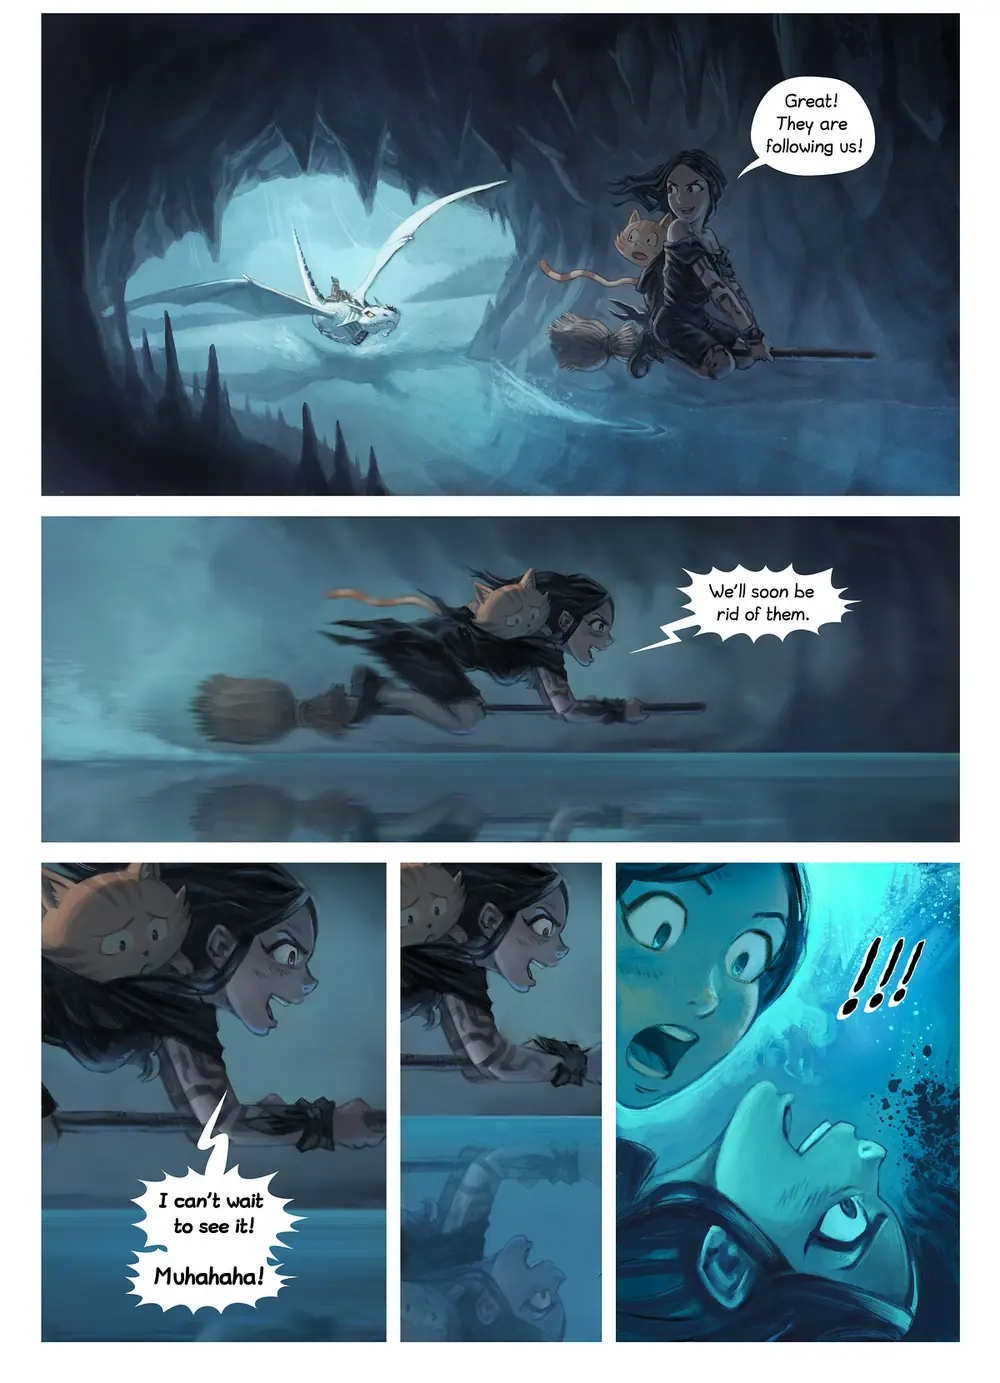 Great!
They are
following us!
We'll soon be
rid of them.
I can't wait
to see it!
Muhahaha!
!!!